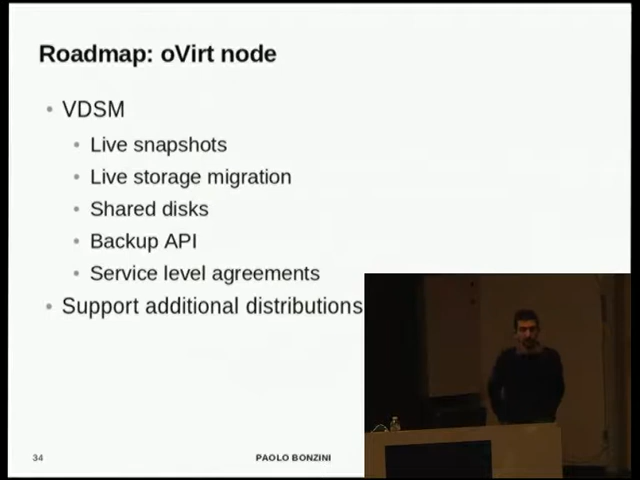 Roadmap: oVirt node
• VDSM
• Live snapshots
• Live storage migration
• Shared disks
• Backup API
• Service level agreements
• Support additional distributions
34
PAOLO BONZINI